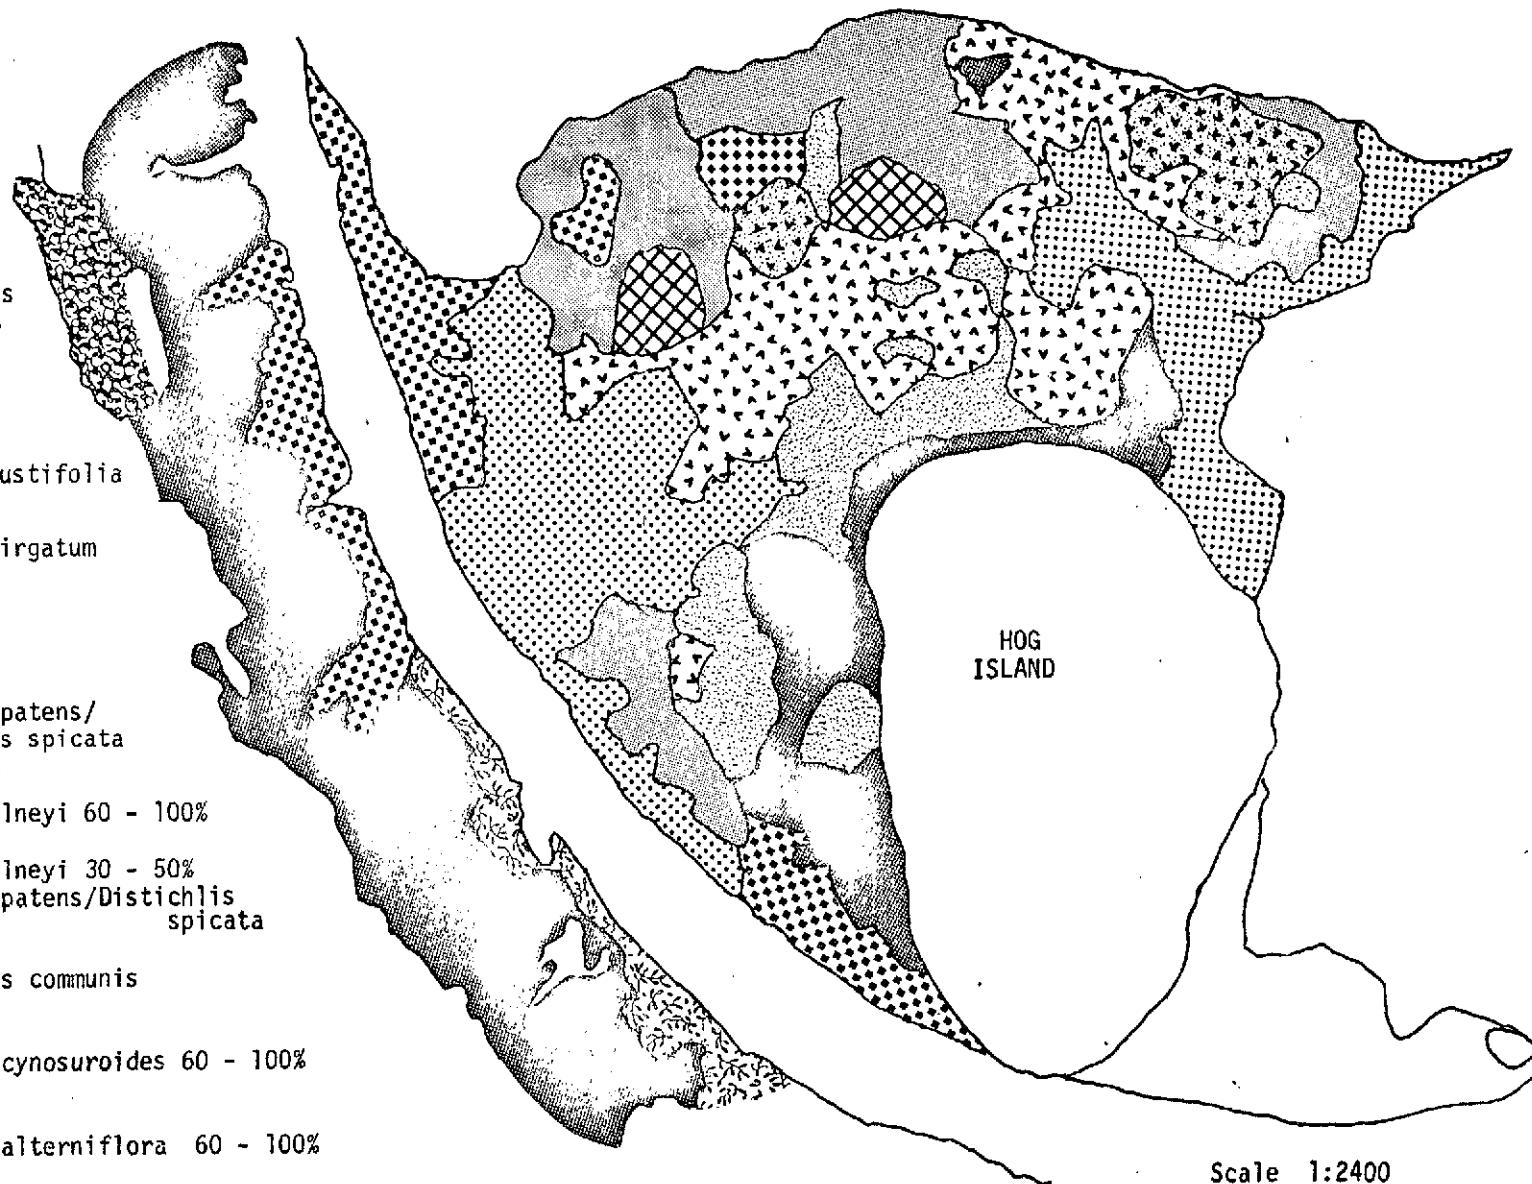 s
ustifolia
irgatum
patens/
s spicata
lneyi 60 - 100%
lneyi 30 - 50%
patens/Distichlis
spicata
s communis
cynosuroides 60 - 100%
alterniflora 60 - 100%
HOG
ISLAND
Scale 1:2400